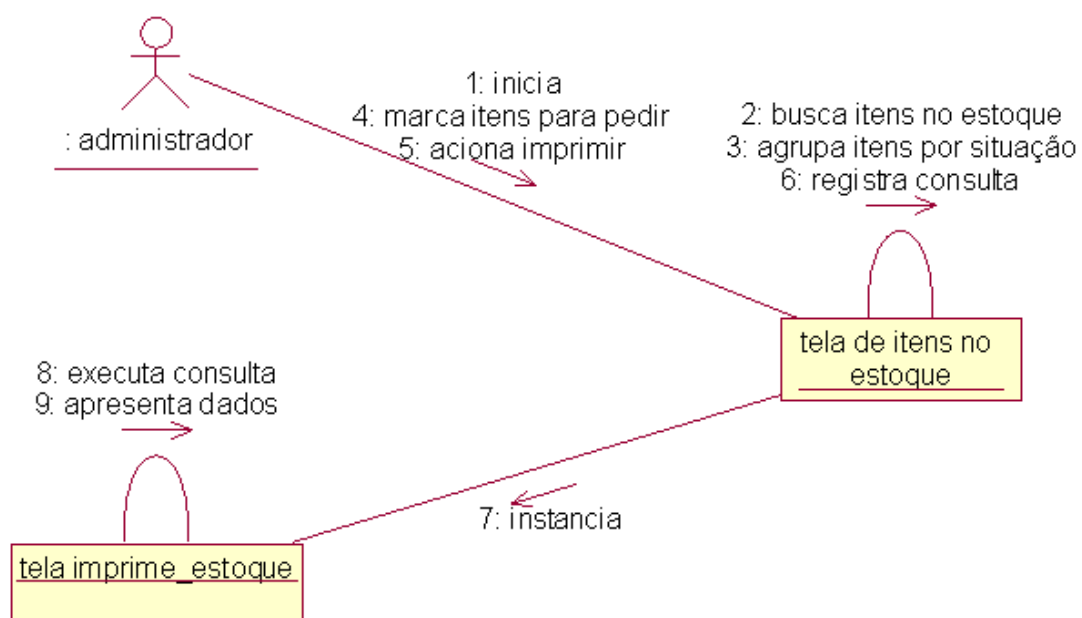 : administrador
1: inicia
4: marca itens para pedir
5: aciona imprimir
2: busca itens no estoque
3: agrupa itens por situação
6: registra consulta
tela de itens no
estoque
8: executa consulta
9: apresenta dados
7: instancia
tela imprime_estoque